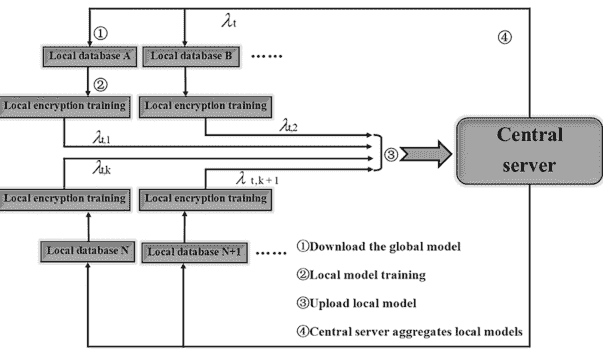 ① λt ④
Local database A Local database B ……
②
Local encryption training Local encryption training
λt,1 λt,2
③
Central
server
λt,k λ t,k+1
Local encryption training Local encryption training
Local database N Local database N+1 ……
①Download the global model
②Local model training
③Upload local model
④Central server aggregates local models